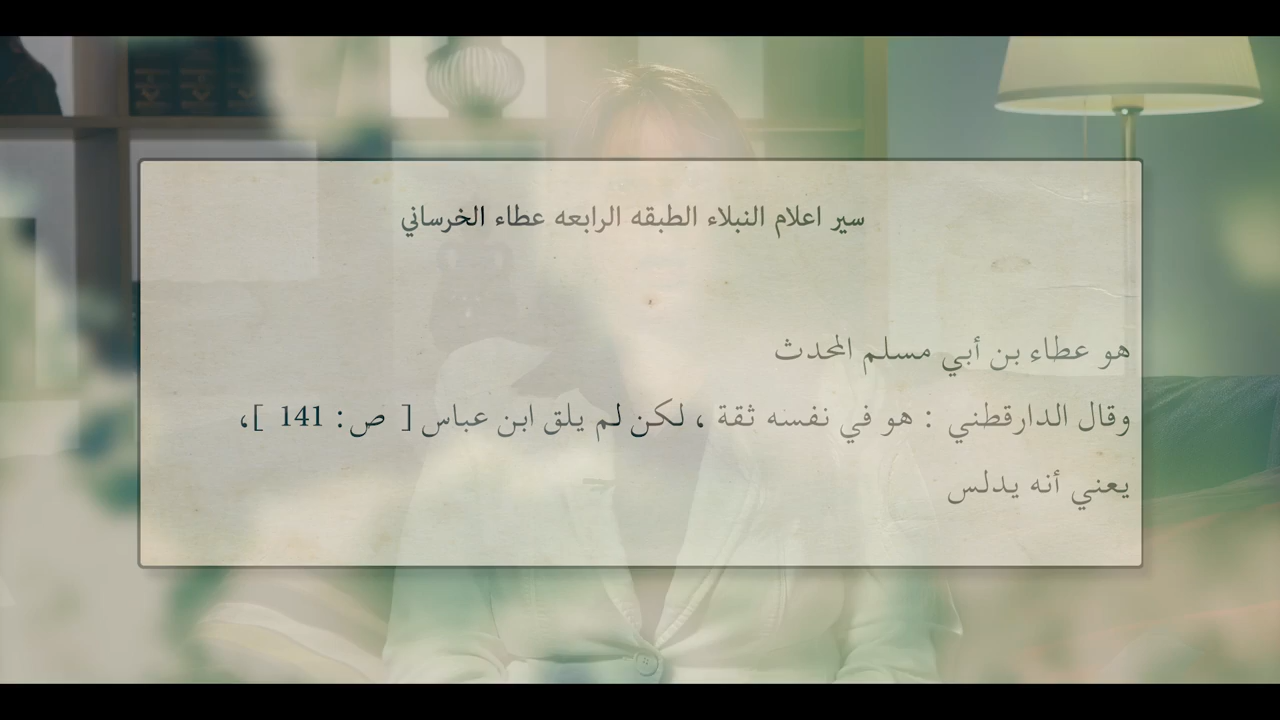 سير اعلام النبلاء الطبقه الرابعه عطاء الخرساني
هو عطاء بن أبي مسلم المحدث
وقال الدارقطني : هو في نفسه ثقة ، لكن لم يلق ابن عباس [ ص: 141 ]،
يعني أنه يدلس